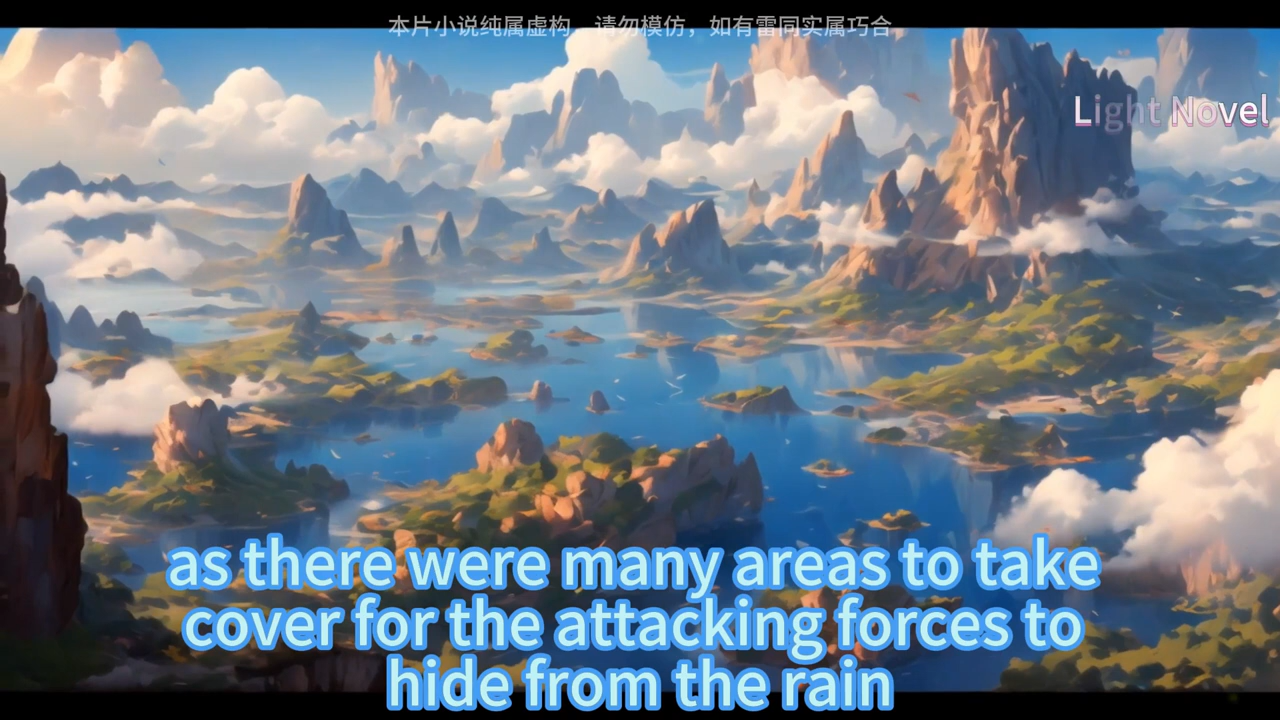 本片小说纯属虚构，请勿模仿，如有雷同实属巧合
Light Novel
as there were many areas to take
cover for the attacking forces to
hide from the rain